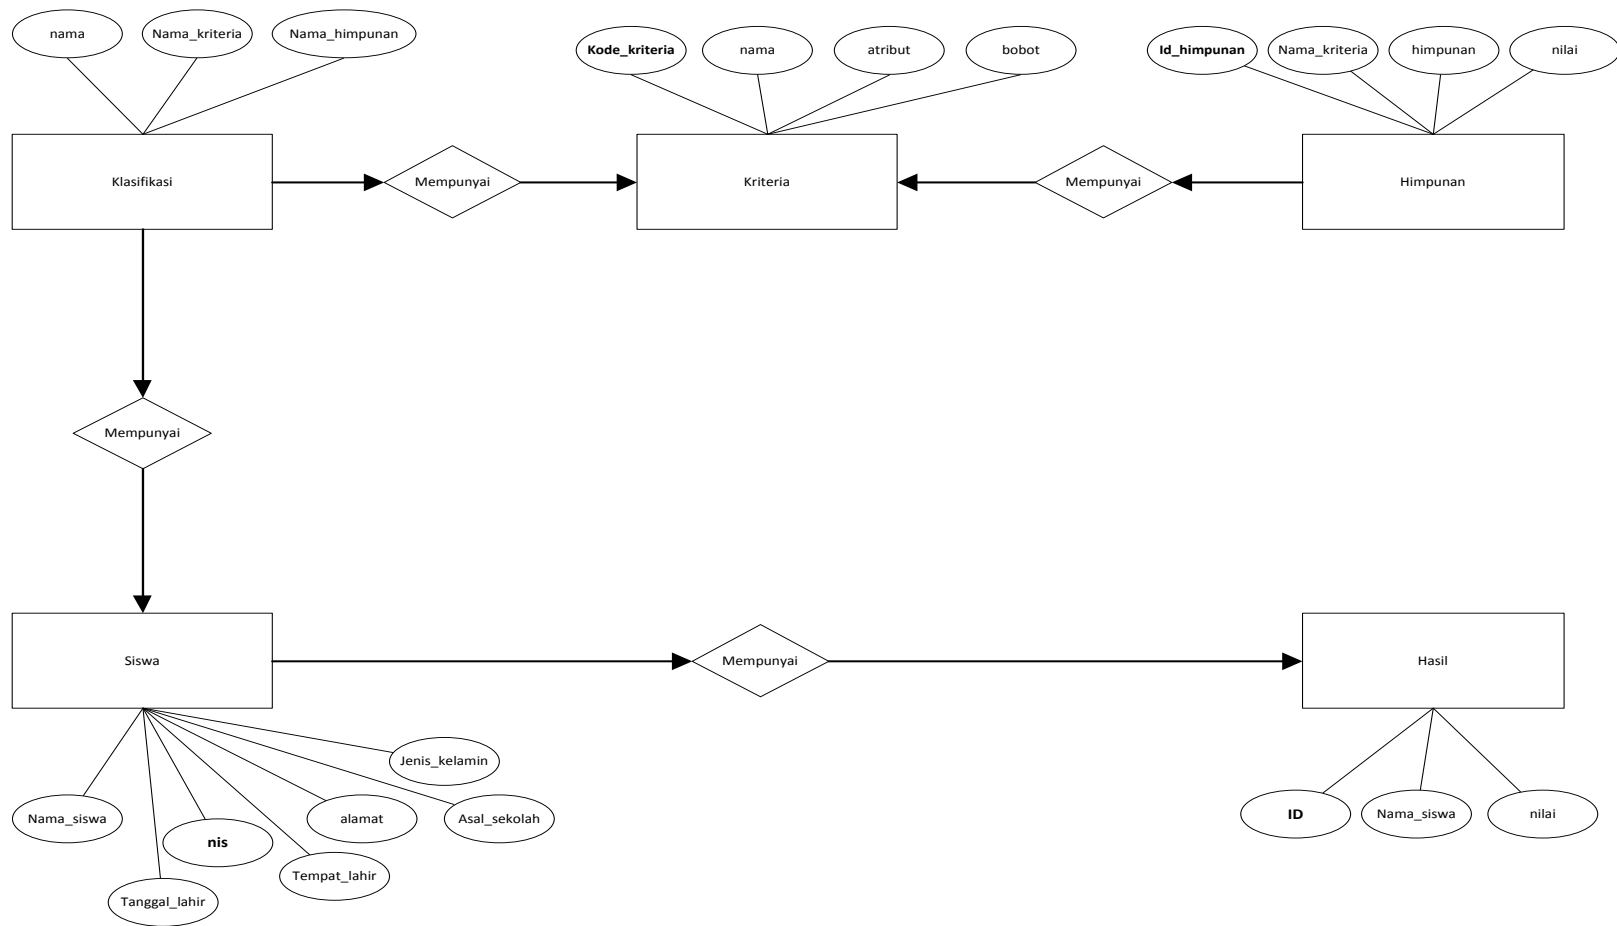 nama
Nama_kriteria
Nama_himpunan
Kode_kriteria
nama
atribut
bobot
Id_himpunan
Nama_kriteria
himpunan
nilai
Klasifikasi
Mempunyai
Kriteria
Mempunyai
Himpunan
Mempunyai
Siswa
Mempunyai
Hasil
Jenis_kelamin
Nama_siswa
nis
alamat
Asal_sekolah
Tempat_lahir
Tanggal_lahir
ID
Nama_siswa
nilai